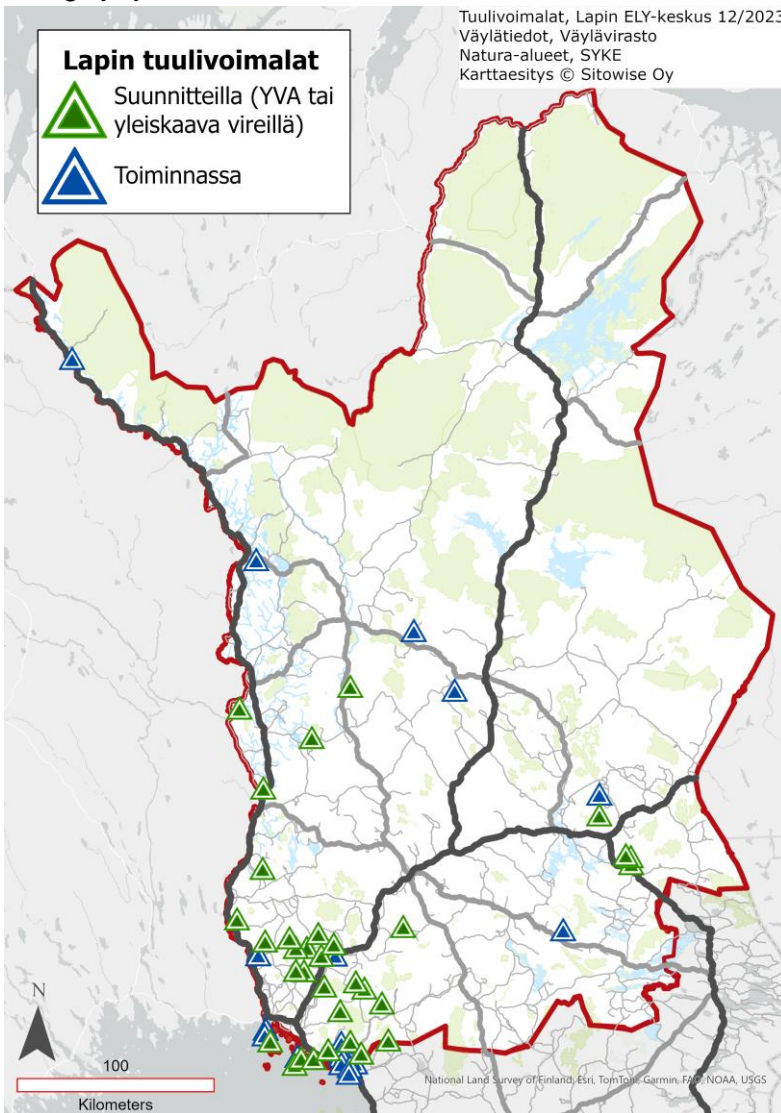 Tuulivoimalat, Lapin ELY-keskus 12/2023
Väylätiedot, Väylävirasto
Natura-alueet, SYKE
Karttaesitys © Sitowise Oy
Lapin tuulivoimalat
Suunnitteilla (YVA tai
yleiskaava vireillä)
Toiminnassa
N
100
Kilometers
National Land Survey of Finland, Esri, TomTom, Garmin, FAO, NOAA, USGS